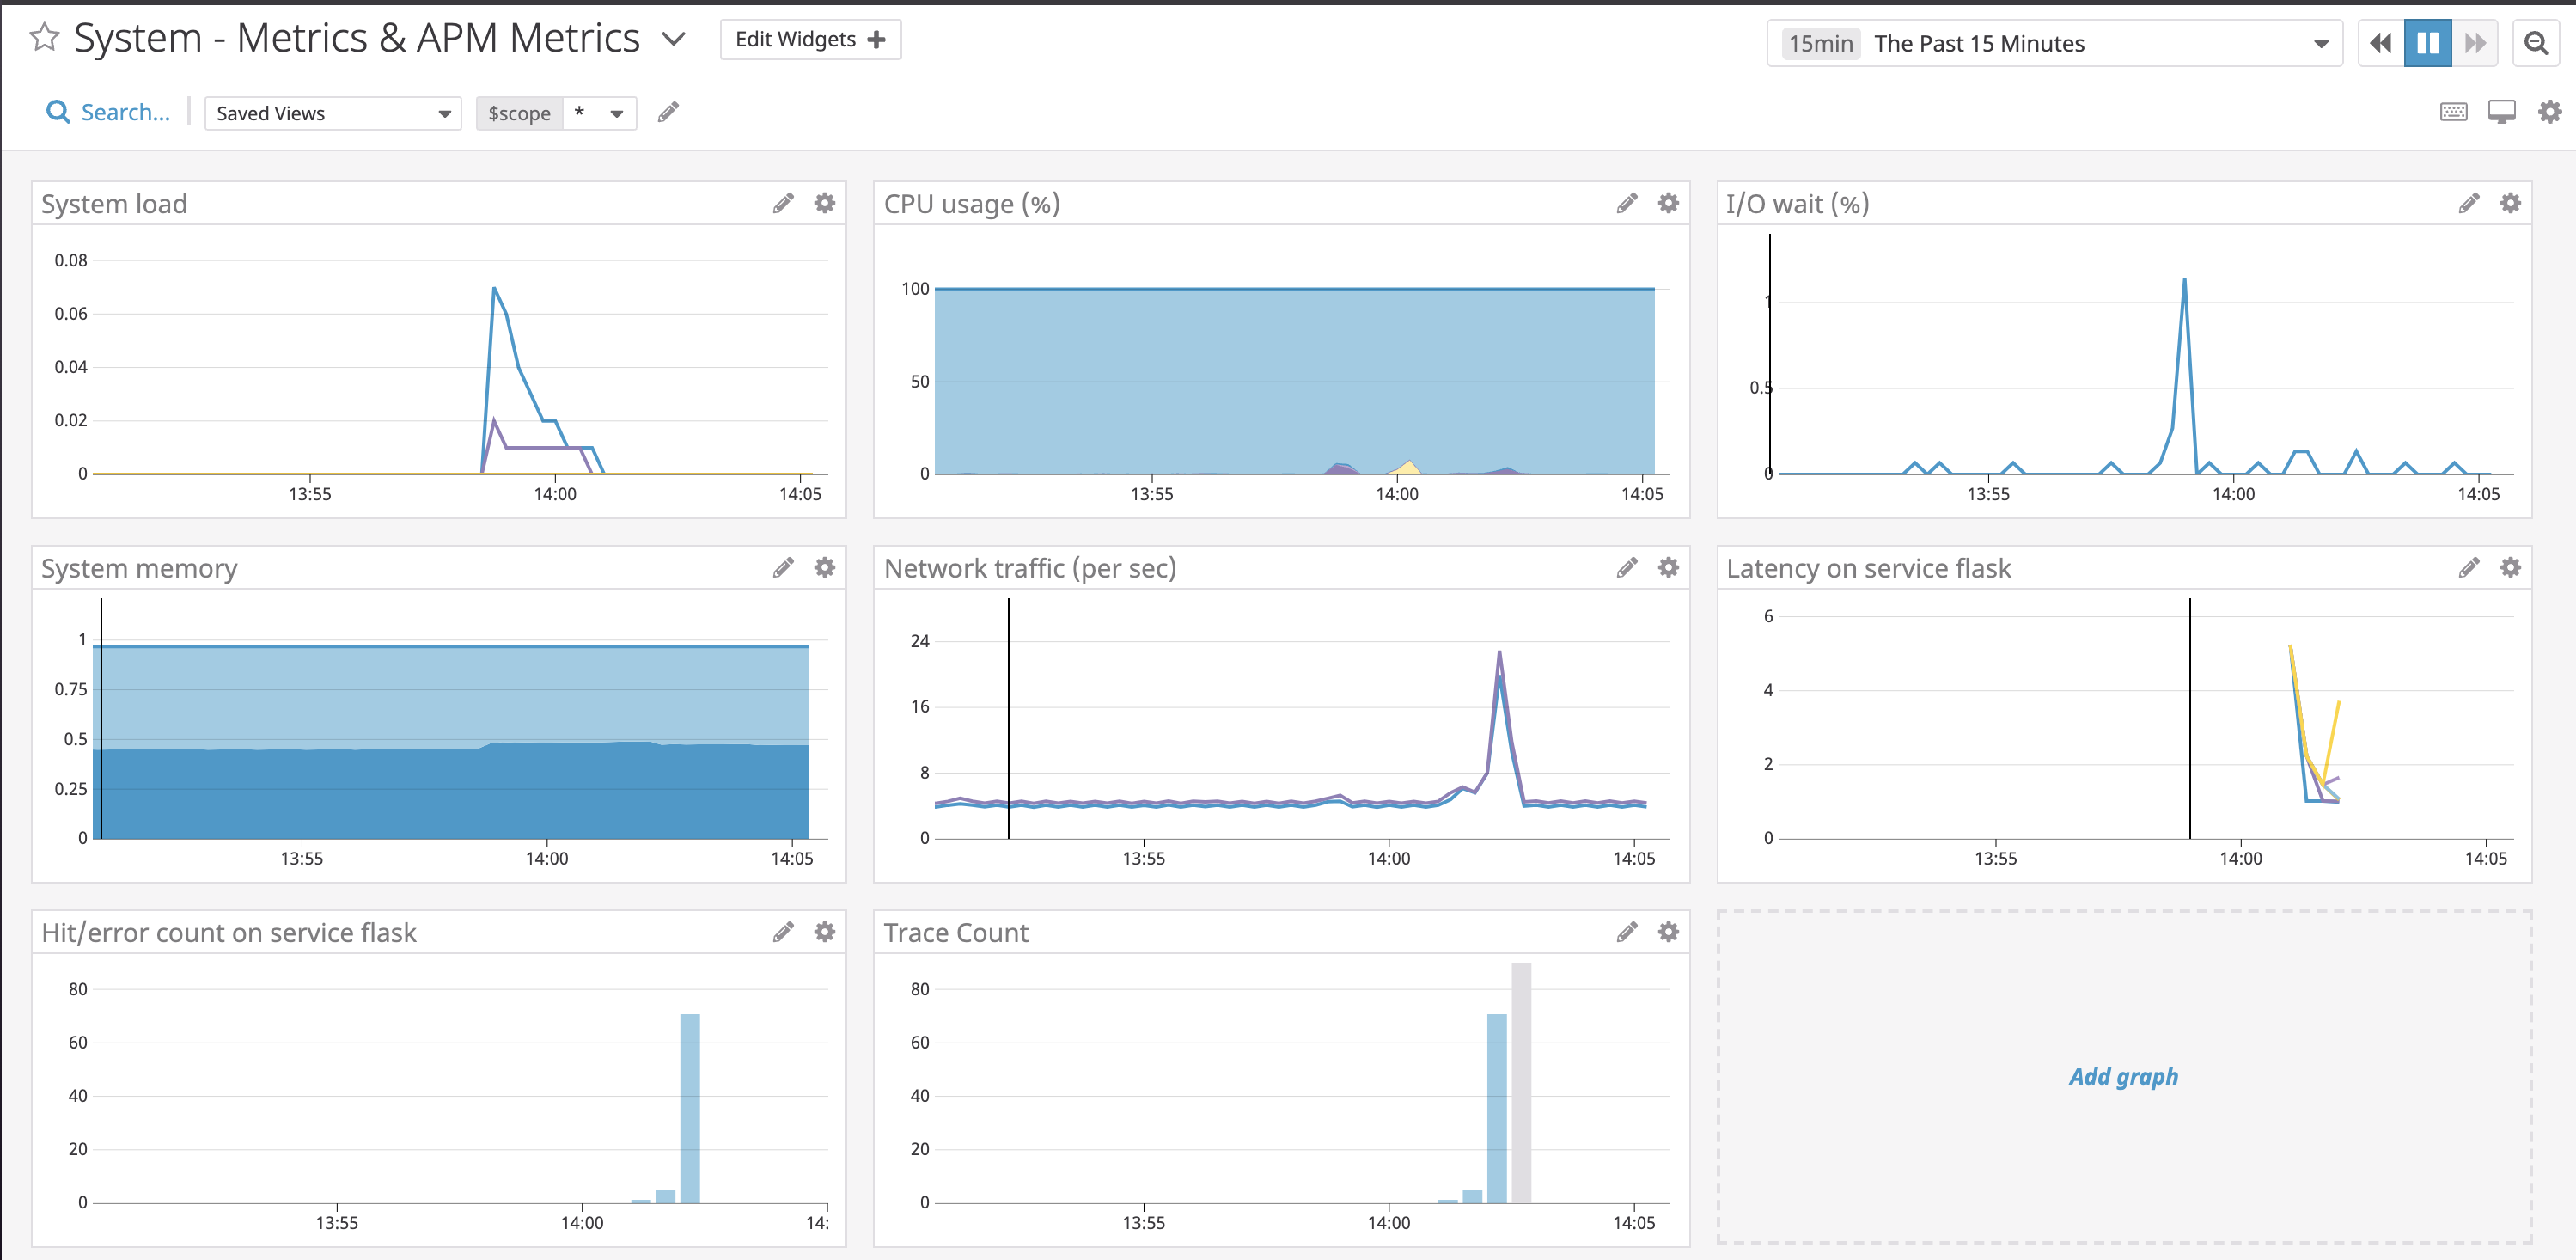 System - Metrics & APM Metrics
Edit Widgets +
15min The Past 15 Minutes
Search...
Saved Views
$scope *
System load
0.08
0.06
0.04
0.02
0
13:55 14:00 14:05
CPU usage (%)
100
50
0
13:55 14:00 14:05
I/O wait (%)
1
0.5
0
13:55 14:00 14:05
System memory
1
0.75
0.5
0.25
0
13:55 14:00 14:05
Network traffic (per sec)
24
16
8
0
13:55 14:00 14:05
Latency on service flask
6
4
2
0
13:55 14:00 14:05
Hit/error count on service flask
80
60
40
20
0
13:55 14:00 14:
Trace Count
80
60
40
20
0
13:55 14:00 14:05
Add graph